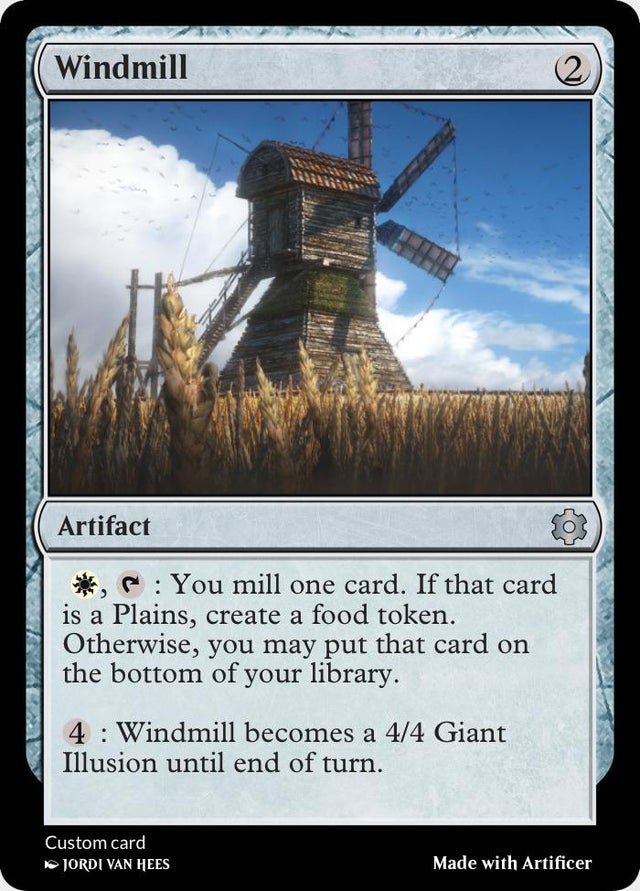 Windmill 2
Artifact
, : You mill one card. If that card
is a Plains, create a food token.
Otherwise, you may put that card on
the bottom of your library.
4 : Windmill becomes a 4/4 Giant
Illusion until end of turn.
Custom card
JORDI VAN HEES Made with Artificer